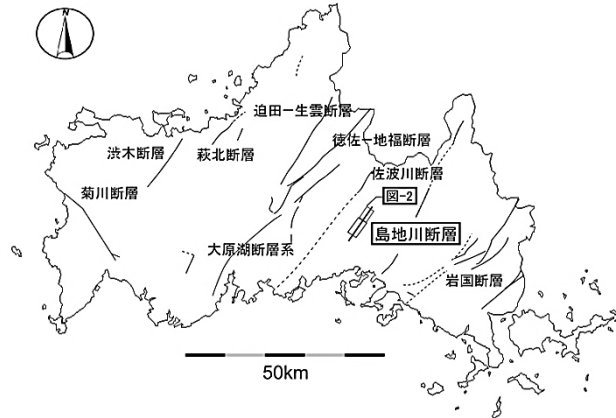 N
迫田ー生雲断層
渋木断層
萩北断層
徳佐ー地福断層
佐波川断層
菊川断層
図-2
島地川断層
大原湖断層系
岩国断層
50km